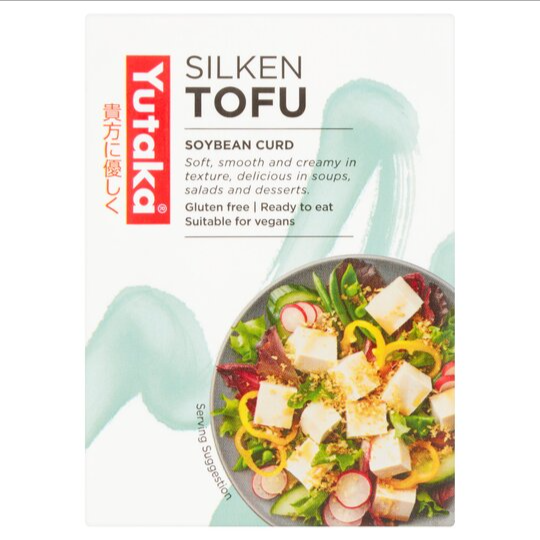 Yutaka®
貴方に優しく
SILKEN
TOFU
SOYBEAN CURD
Soft, smooth and creamy in
texture, delicious in soups,
salads and desserts.
Gluten free | Ready to eat
Suitable for vegans
Serving Suggestion